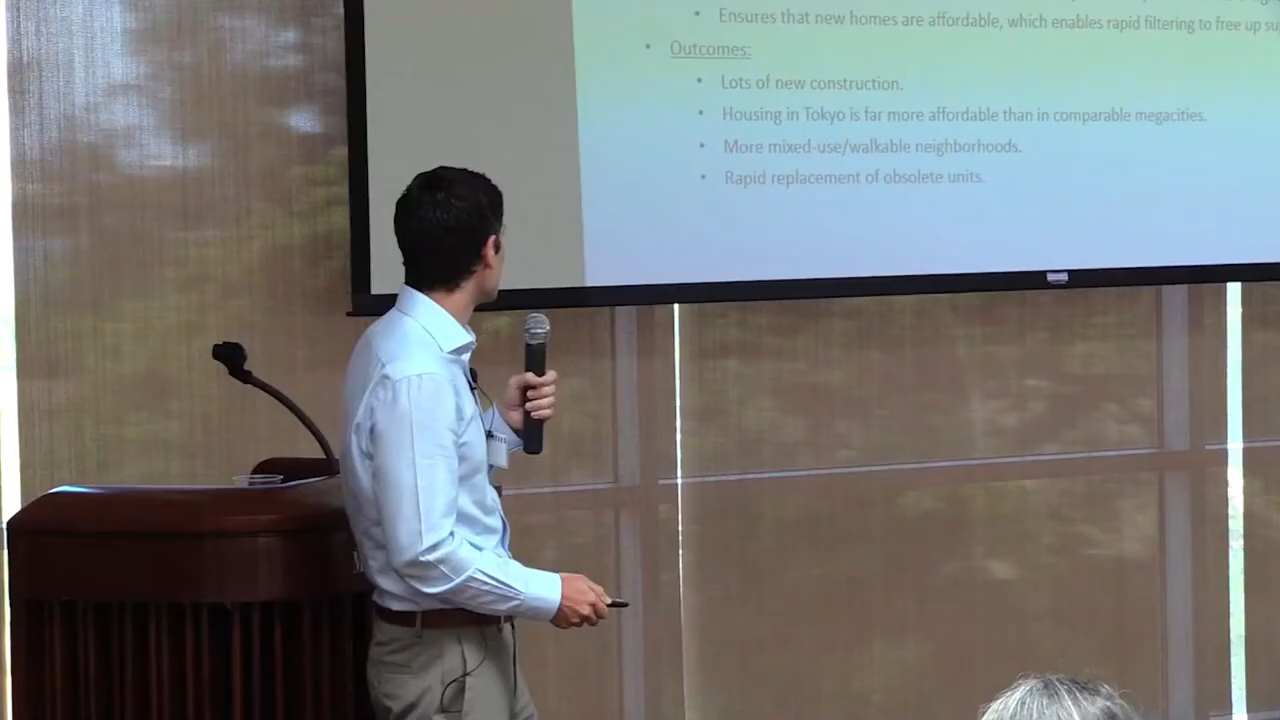 Ensures that new homes are affordable, which enables rapid filtering to free up
Outcomes:
Lots of new construction.
Housing in Tokyo is far more affordable than in comparable megacities.
More mixed-use/walkable neighborhoods.
Rapid replacement of obsolete units.